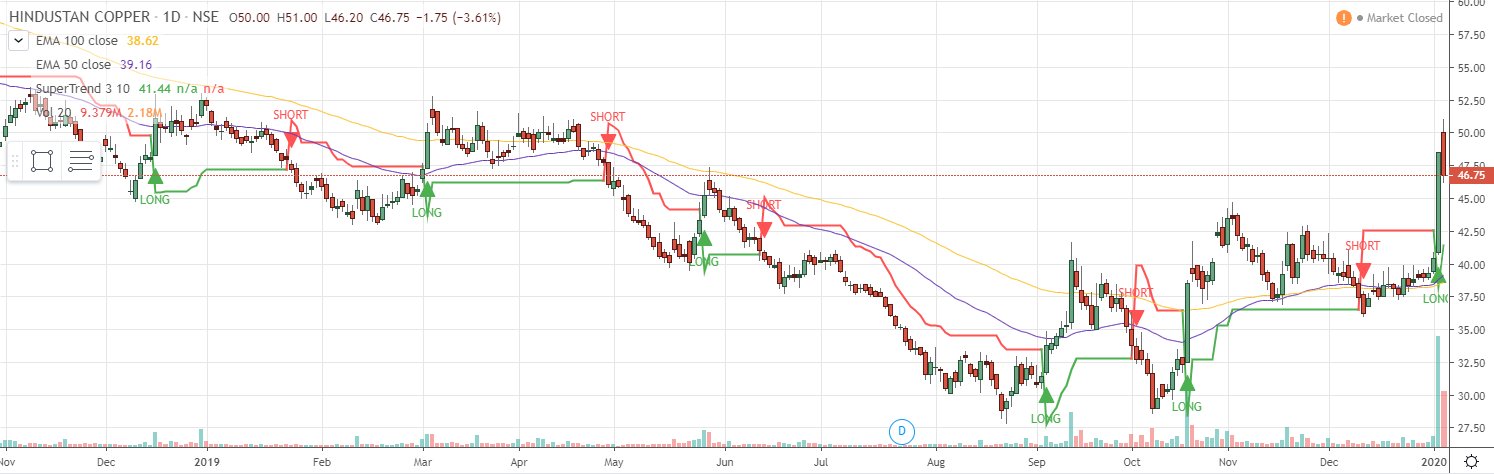 HINDUSTAN COPPER · 1D · NSE O50.00 H51.00 L46.20 C46.75 −1.75 (−3.61%)
! Market Closed
EMA 100 close 38.62
EMA 50 close 39.16
SuperTrend 3 10 41.44 n/a n/a
Vol 20 9.379M 2.18M
60.00
57.50
55.00
52.50
50.00
47.50
46.75
45.00
42.50
40.00
37.50
35.00
32.50
30.00
27.50
SHORT
SHORT
LONG
LONG
SHORT
LONG
SHORT
SHORT
LONG
LONG
LONG
D
Nov Dec 2019 Feb Mar Apr May Jun Jul Aug Sep Oct Nov Dec 2020